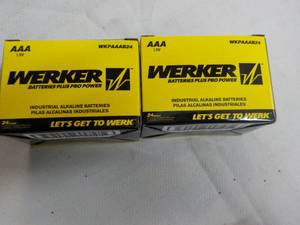 AAA
1.5V
WKPAAAB24
WERKER
BATTERIES PLUS PRO POWER
INDUSTRIAL ALKALINE BATTERIES
PILAS ALCALINAS INDUSTRIALES
24
LET'S GET TO WERK
AAA
1.5V
WKPAAAB24
WERKER
BATTERIES PLUS PRO POWER
INDUSTRIAL ALKALINE BATTERIES
PILAS ALCALINAS INDUSTRIALES
24
LET'S GET TO WERK